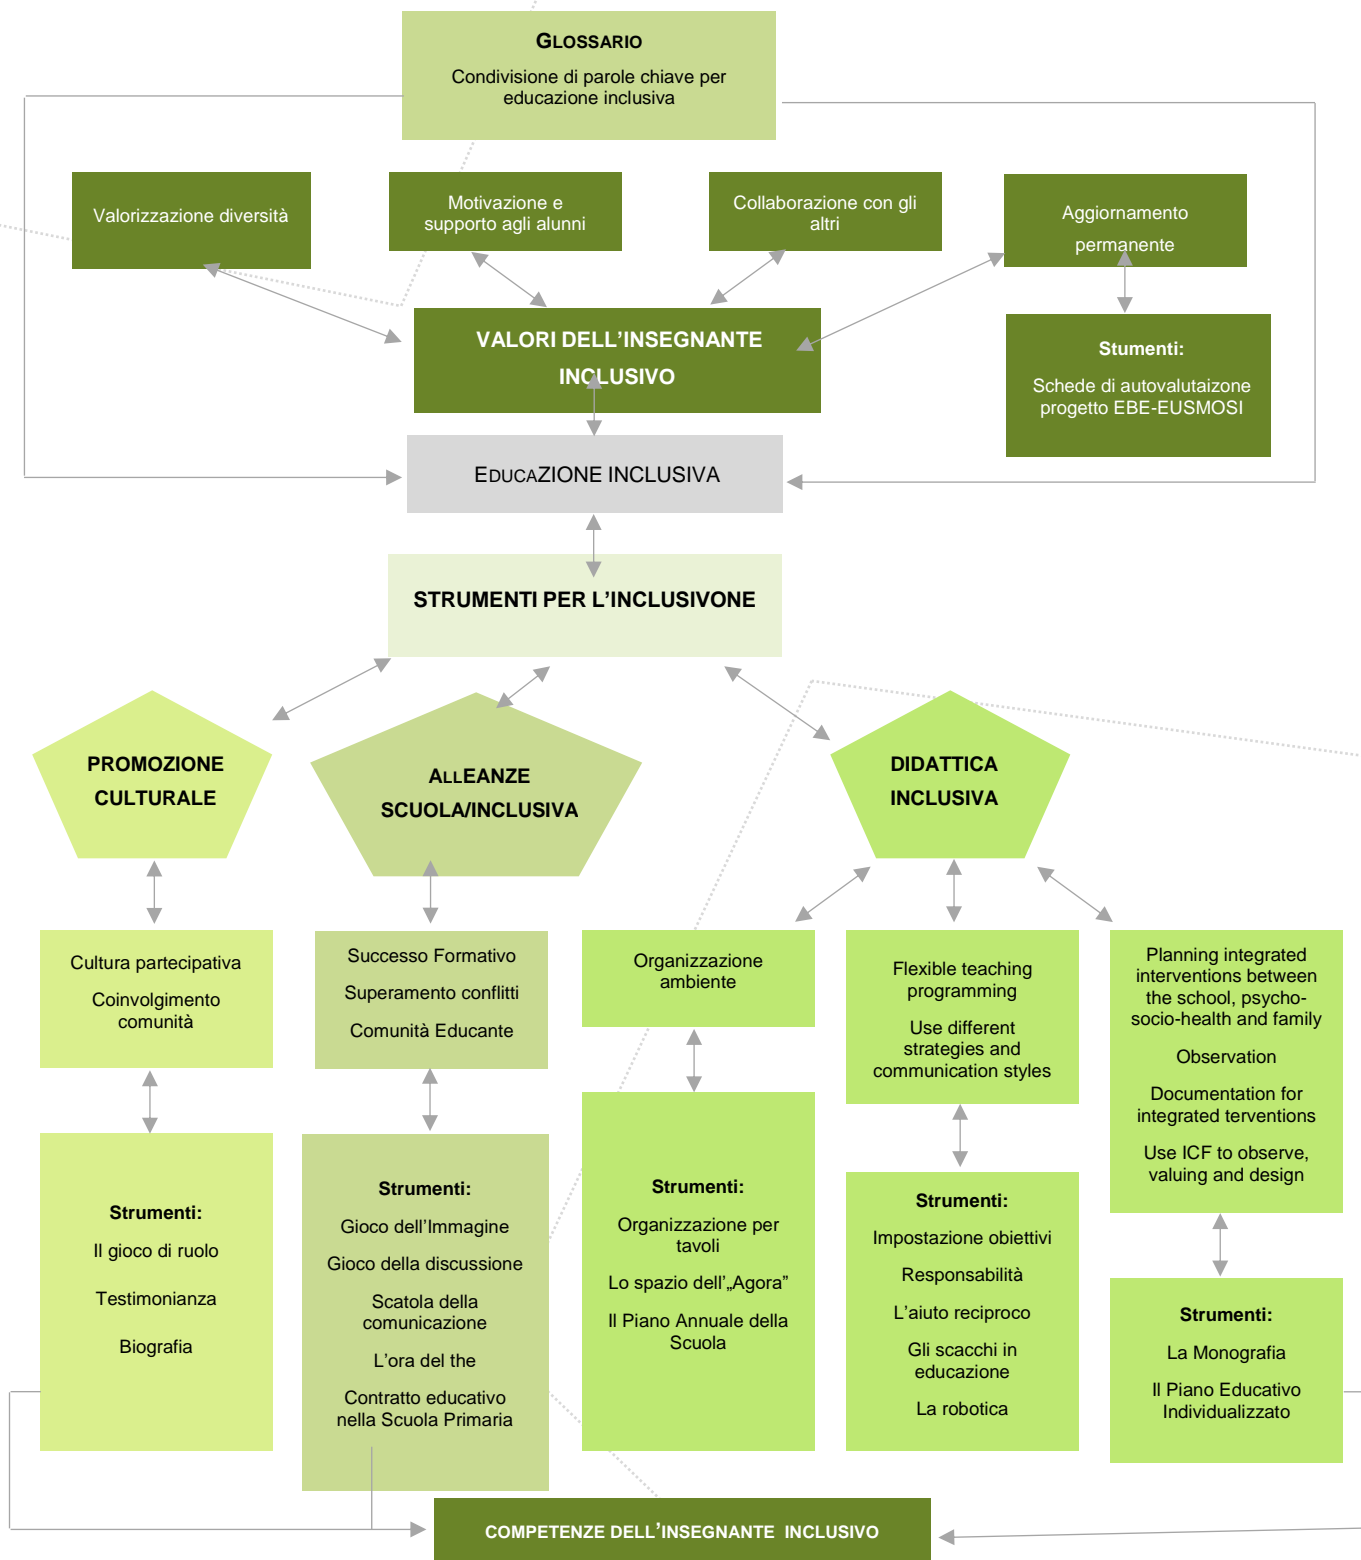 GLOSSARIO
Condivisione di parole chiave per
educazione inclusiva
Valorizzazione diversità
Motivazione e
supporto agli alunni
Collaborazione con gli
altri
Aggiornamento
permanente
VALORI DELL’INSEGNANTE
INCLUSIVO
Stumenti:
Schede di autovalutaizone
progetto EBE-EUSMOSI
EDUCAZIONE INCLUSIVA
STRUMENTI PER L’INCLUSIVONE
PROMOZIONE
CULTURALE
ALLEANZE
SCUOLA/INCLUSIVA
DIDATTICA
INCLUSIVA
Cultura partecipativa
Coinvolgimento
comunità
Successo Formativo
Superamento conflitti
Comunità Educante
Organizzazione
ambiente
Flexible teaching
programming
Use different
strategies and
communication styles
Planning integrated
interventions between
the school, psycho-
socio-health and family
Observation
Documentation for
integrated terventions
Use ICF to observe,
valuing and design
Strumenti:
Il gioco di ruolo
Testimonianza
Biografia
Strumenti:
Gioco dell’Immagine
Gioco della discussione
Scatola della
comunicazione
L’ora del the
Contratto educativo
nella Scuola Primaria
Strumenti:
Organizzazione per
tavoli
Lo spazio dell’„Agora”
Il Piano Annuale della
Scuola
Strumenti:
Impostazione obiettivi
Responsabilità
L’aiuto reciproco
Gli scacchi in
educazione
La robotica
Strumenti:
La Monografia
Il Piano Educativo
Individualizzato
COMPETENZE DELL’INSEGNANTE INCLUSIVO